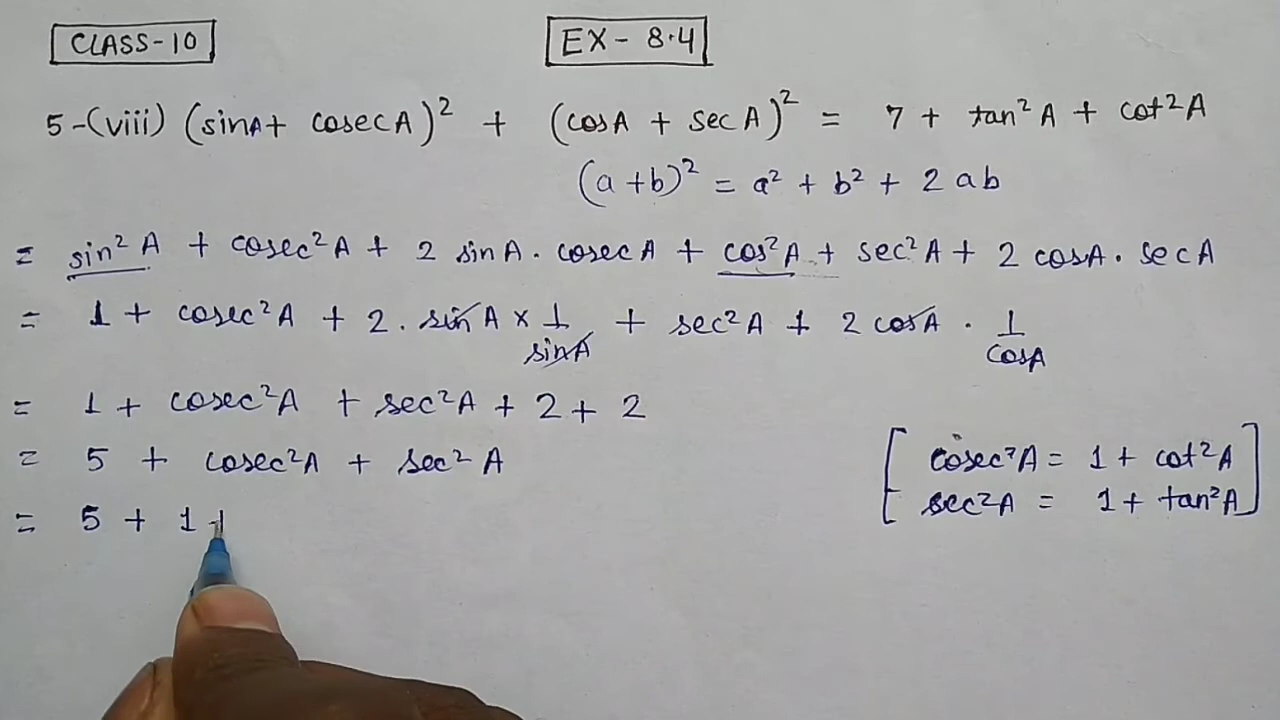 CLASS-10
EX - 8.4
5-(viii) (sinA + cosecA)² + (cosA + secA)² = 7 + tan²A + cot²A
(a+b)² = a² + b² + 2ab
= sin²A + cosec²A + 2 sinA . cosecA + cos²A + sec²A + 2 cosA . secA
= 1 + cosec²A + 2 . sinA × 1/sinA + sec²A + 2 cosA . 1/cosA
= 1 + cosec²A + sec²A + 2 + 2
= 5 + cosec²A + sec²A
[cosec²A = 1 + cot²A
sec²A = 1 + tan²A]
= 5 + 1 +